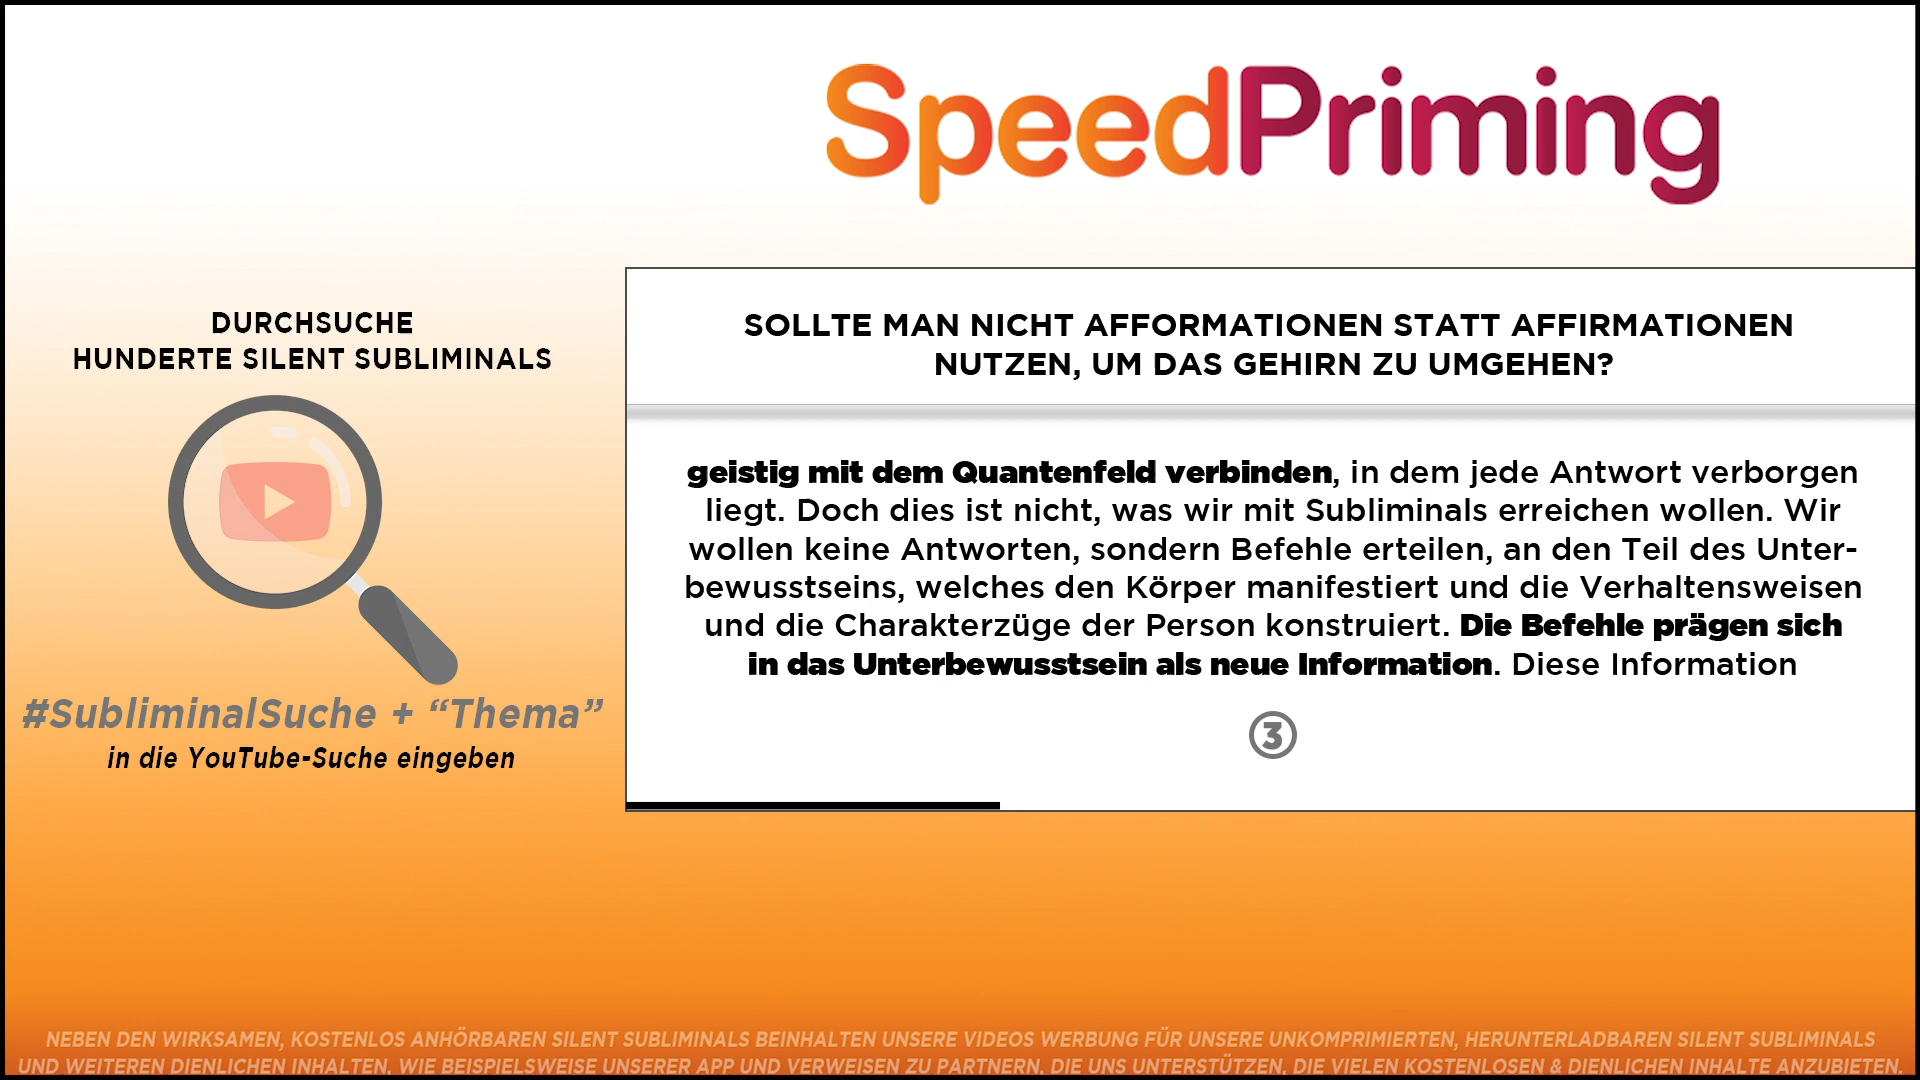 SpeedPriming
DURCHSUCHE
HUNDERTE SILENT SUBLIMINALS
#SubliminalSuche + “Thema”
in die YouTube-Suche eingeben
SOLLTE MAN NICHT AFFORMATIONEN STATT AFFIRMATIONEN
NUTZEN, UM DAS GEHIRN ZU UMGEHEN?
geistig mit dem Quantenfeld verbinden, in dem jede Antwort verborgen
liegt. Doch dies ist nicht, was wir mit Subliminals erreichen wollen. Wir
wollen keine Antworten, sondern Befehle erteilen, an den Teil des Unter-
bewusstseins, welches den Körper manifestiert und die Verhaltensweisen
und die Charakterzüge der Person konstruiert. Die Befehle prägen sich
in das Unterbewusstsein als neue Information. Diese Information
3
NEBEN DEN WIRKSAMEN, KOSTENLOS ANHÖRBAREN SILENT SUBLIMINALS BEINHALTEN UNSERE VIDEOS WERBUNG FÜR UNSERE UNKOMPRIMIERTEN, HERUNTERLADBAREN SILENT SUBLIMINALS
UND WEITEREN DIENLICHEN INHALTEN, WIE BEISPIELSWEISE UNSERER APP UND VERWEISEN ZU PARTNERN, DIE UNS UNTERSTÜTZEN, DIE VIELEN KOSTENLOSEN & DIENLICHEN INHALTE ANZUBIETEN.